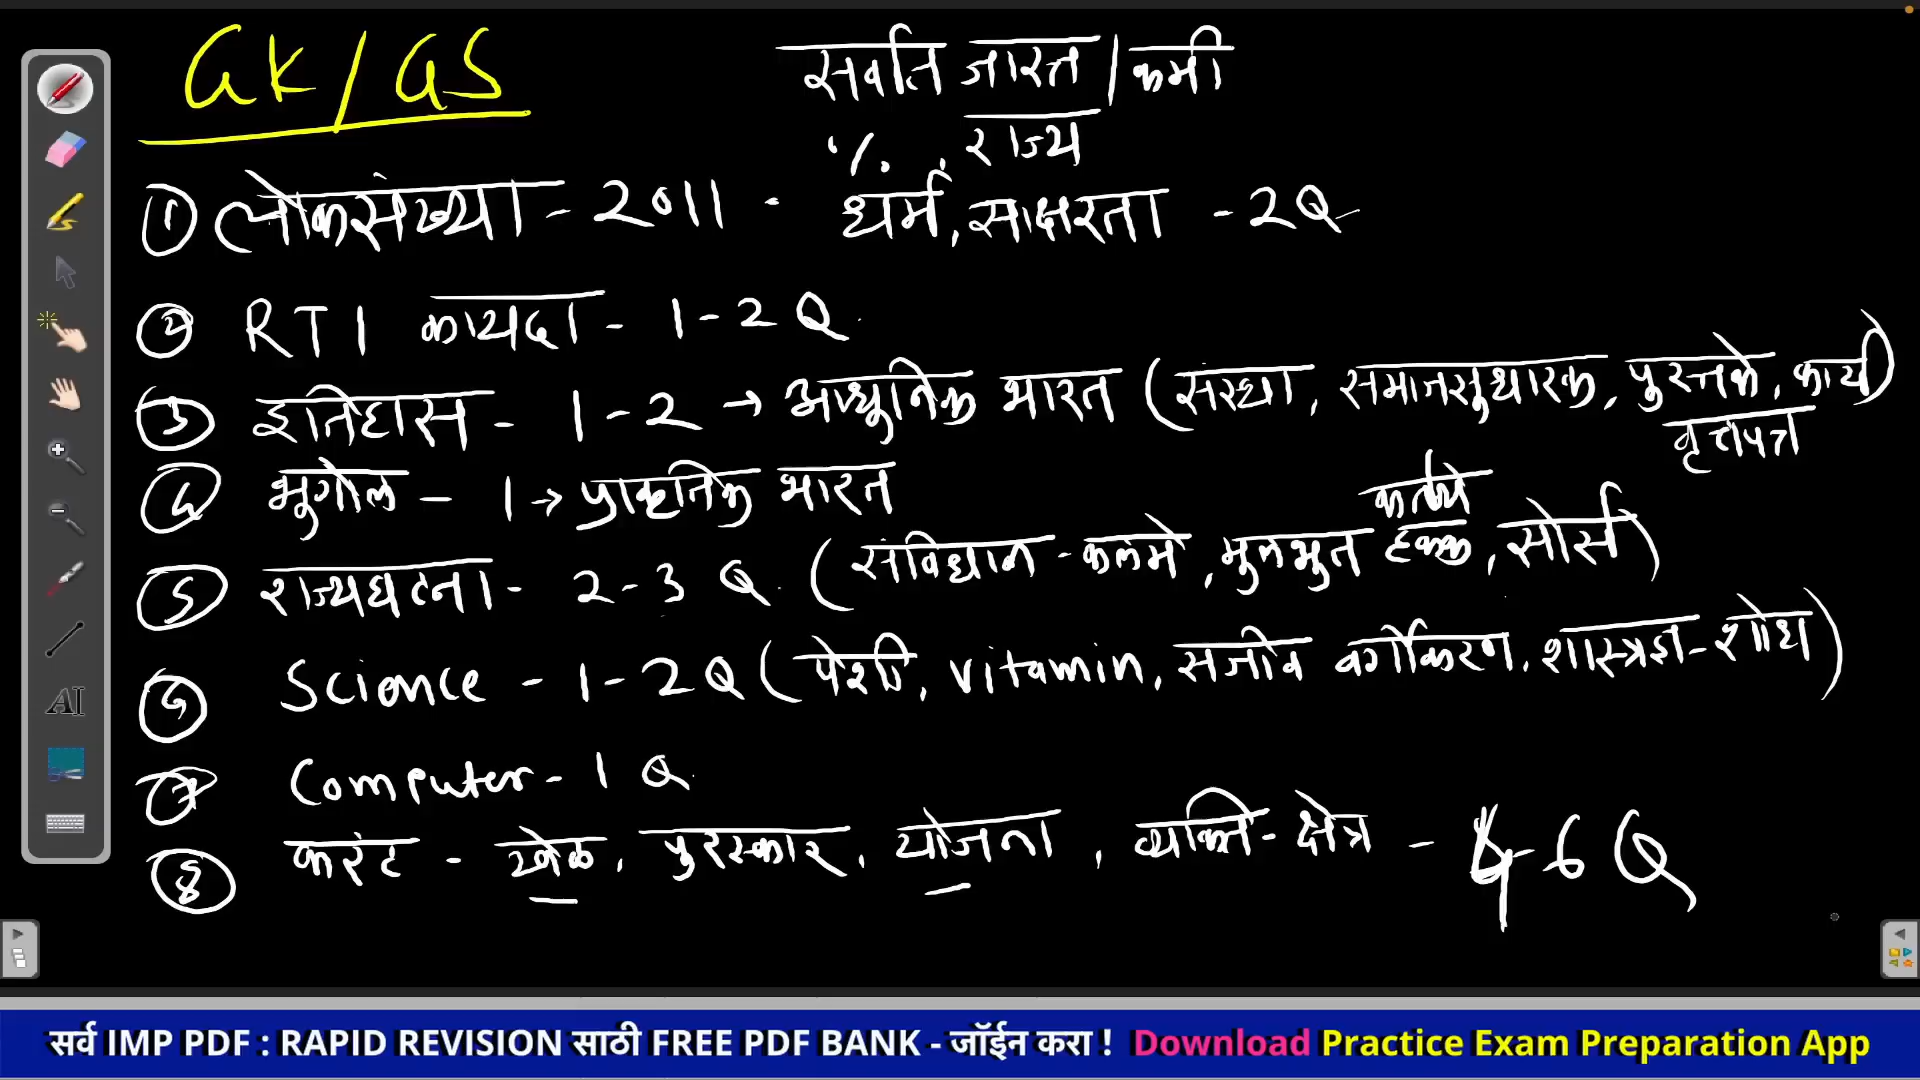 GK/GS
सर्वात जास्त / कमी
%. , राज्य
① लोकसंख्या - 2011 - धर्म, साक्षरता - 2Q
② RTI कायदा - 1-2 Q
③ इतिहास - 1-2 → आधुनिक भारत (संस्था, समाजसुधारक, पुस्तके, कार्य)
वृत्तपत्र
④ भुगोल - 1 → प्राकृतिक भारत
कर्तव्ये
⑤ राज्यघटना - 2-3 Q. (संविधान - कलमे, मुलभुत हक्क, सोर्स)
⑥ Science - 1-2Q (पेशी, vitamin, सजीव वर्गीकरण, शास्त्रज्ञ-शोध)
⑦ Computer - 1 Q
⑧ करंट - खेळ, पुरस्कार, योजना, व्यक्ति-क्षेत्र - 4-6 Q
AI
सर्व IMP PDF : RAPID REVISION साठी FREE PDF BANK - जॉईन करा ! Download Practice Exam Preparation App